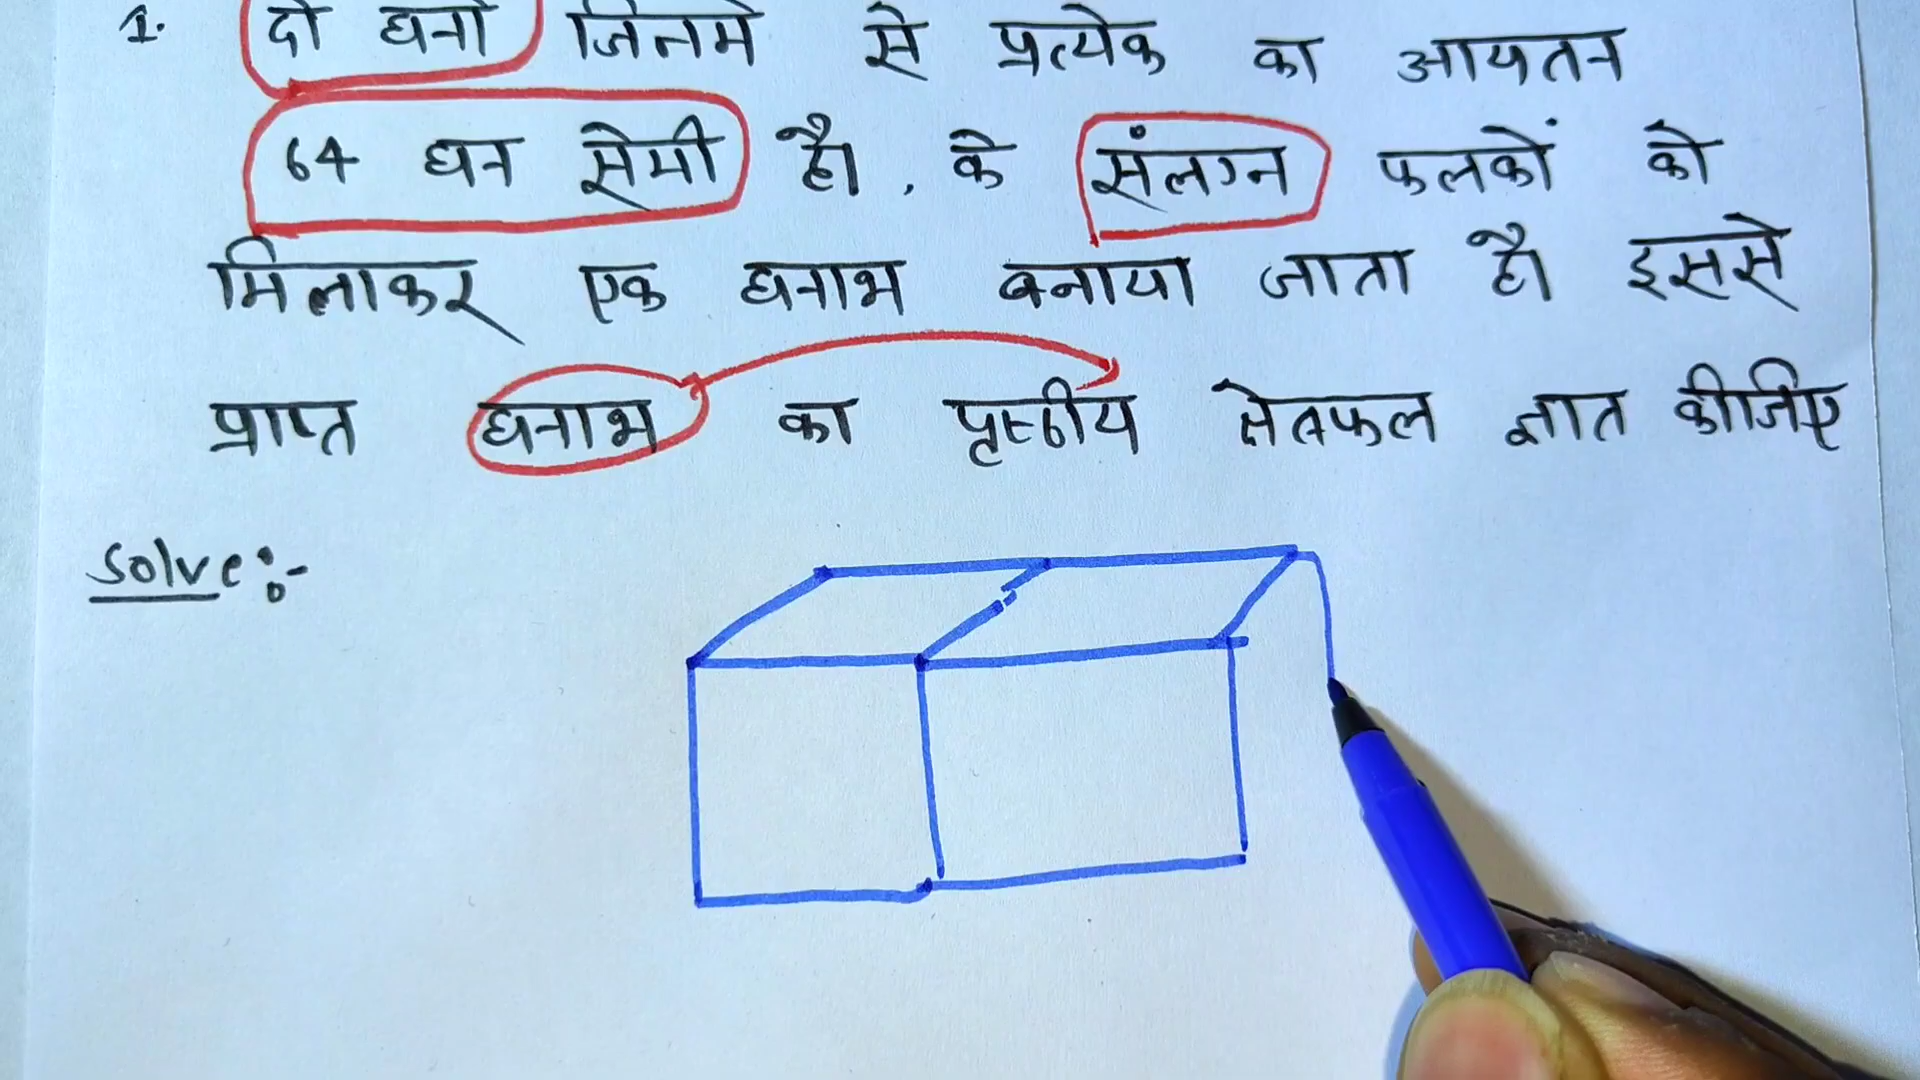 1. दो घनों जिनमें से प्रत्येक का आयतन
64 घन सेमी है। , के संलग्न फलकों को
मिलाकर एक घनाभ बनाया जाता है। इससे
प्राप्त घनाभ का पृष्ठीय क्षेत्रफल ज्ञात कीजिए
Solve:-